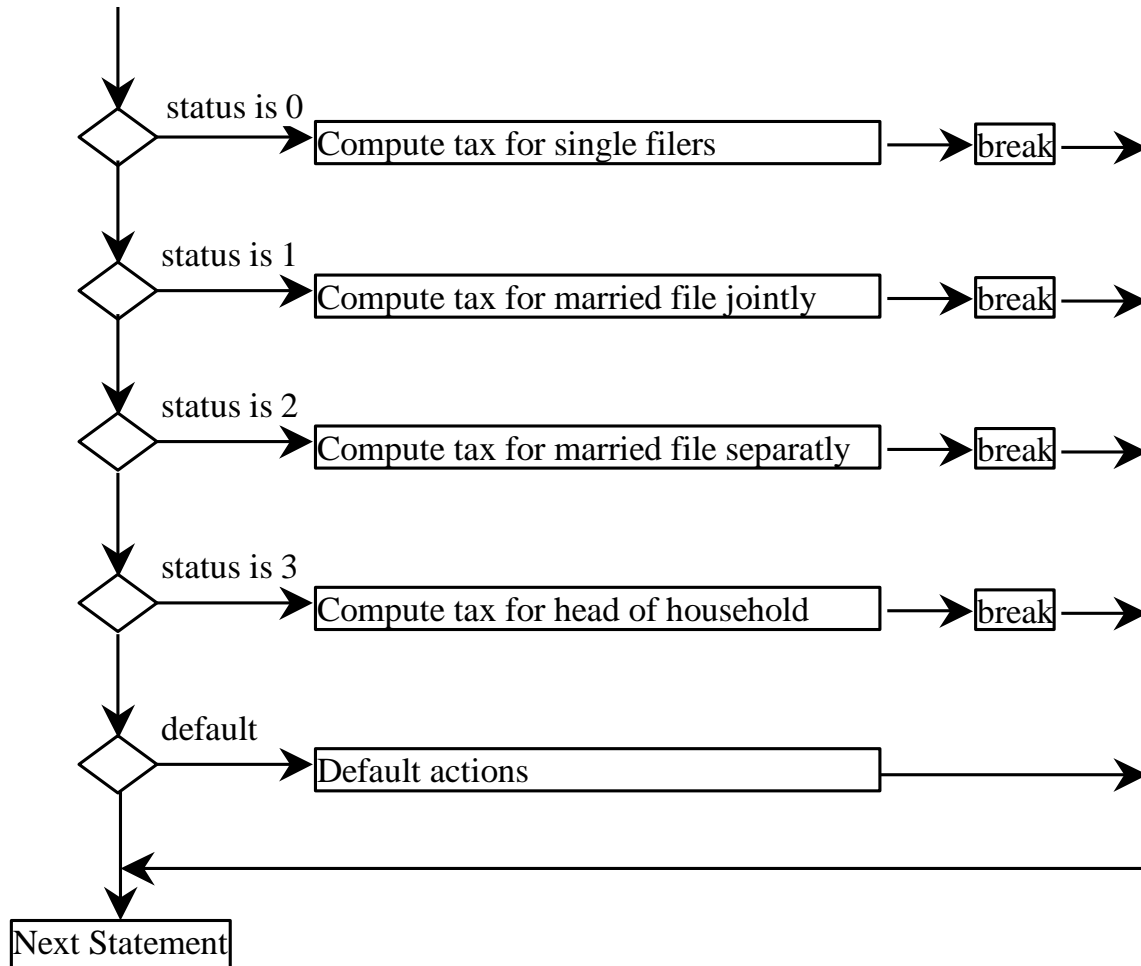 status is 0
Compute tax for single filers
break
status is 1
Compute tax for married file jointly
break
status is 2
Compute tax for married file separatly
break
status is 3
Compute tax for head of household
break
default
Default actions
Next Statement